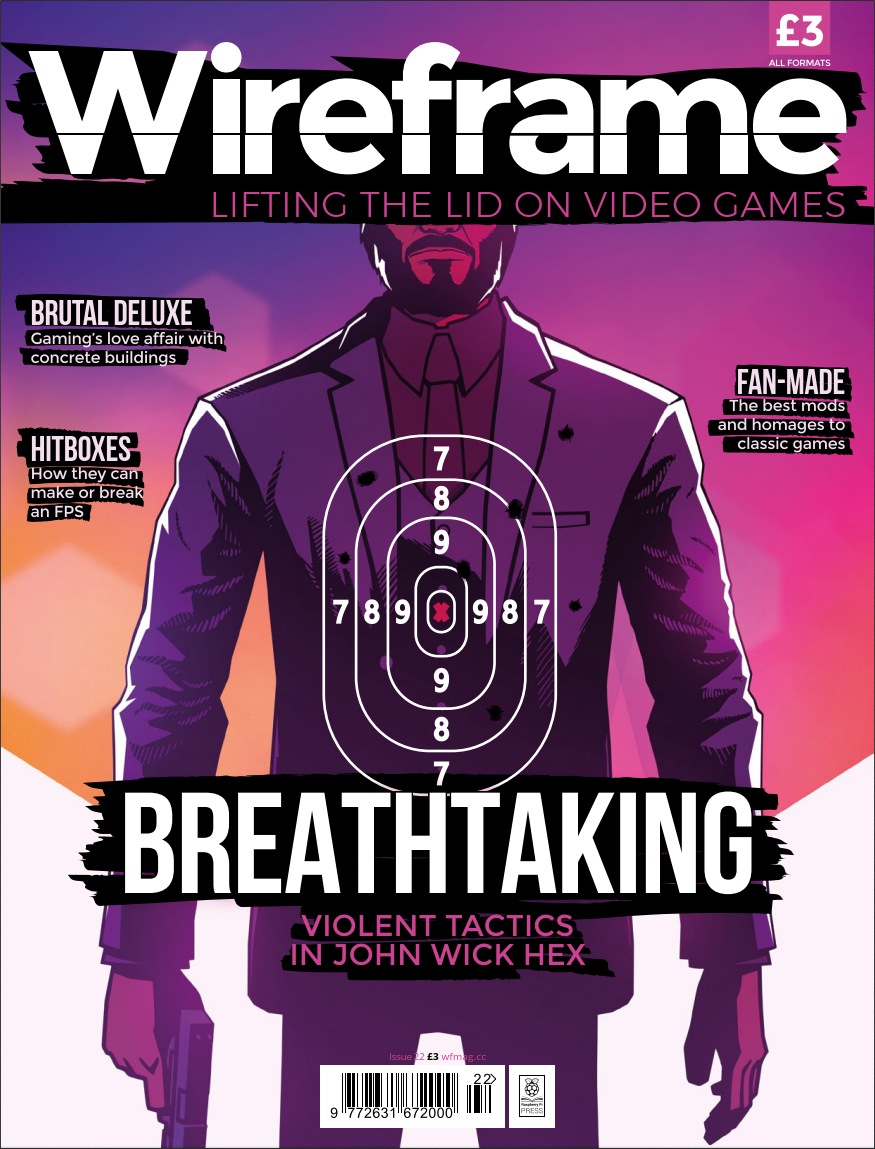 £3
ALL FORMATS
Wireframe
LIFTING THE LID ON VIDEO GAMES
BRUTAL DELUXE
Gaming's love affair with
concrete buildings
FAN-MADE
The best mods
and homages to
classic games
HITBOXES
How they can
make or break
an FPS
7
8
9
7 8 9 9 8 7
9
8
7
BREATHTAKING
VIOLENT TACTICS
IN JOHN WICK HEX
Issue 22 £3 wfmag.cc
22>
9 772631 672000
Raspberry Pi
PRESS